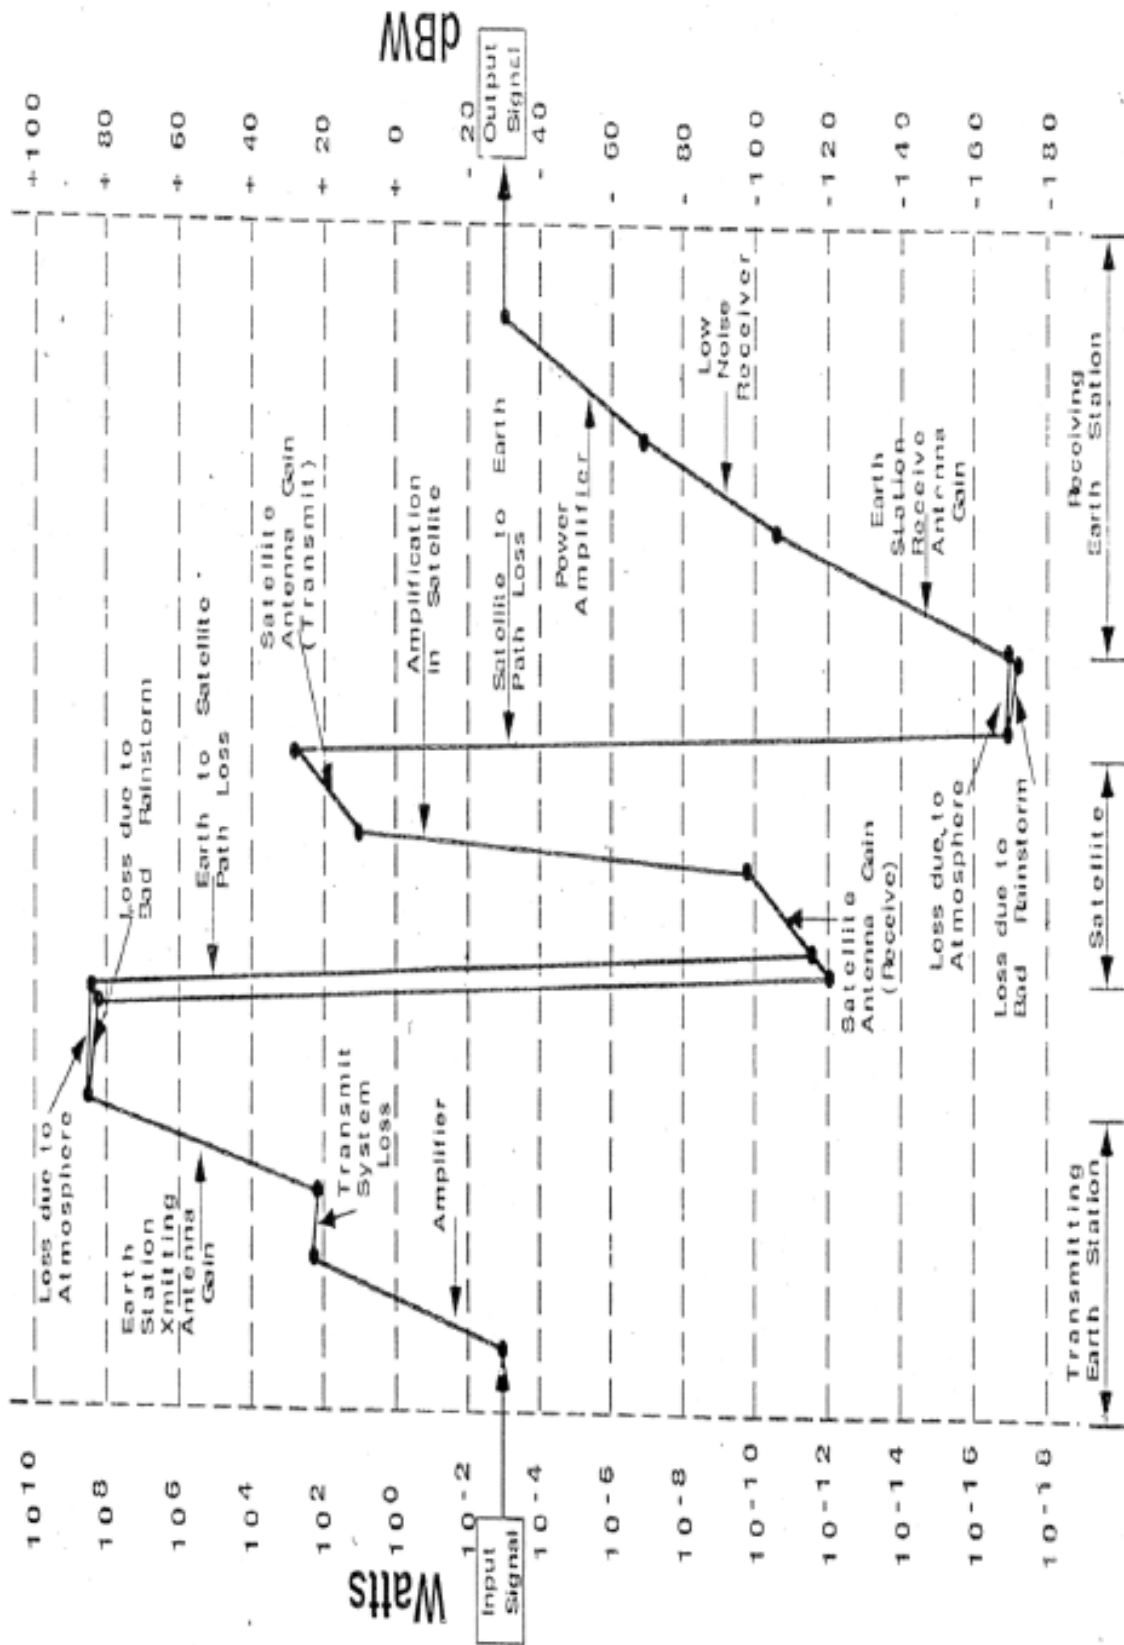 Watts
dBW
10 10
10 8
10 6
10 4
10 2
10 0
10 -2
10 -4
10 -6
10 -8
10 -10
10 -12
10 -14
10 -16
10 -18
+100
+ 80
+ 60
+ 40
+ 20
+ 0
- 20
- 40
- 60
- 80
-100
-120
-140
-160
-180
Input
Signal
Output
Signal
Loss due to
Atmosphere
Earth
Station
Xmitting
Antenna
Gain
Transmit
System
Loss
Amplifier
Loss due to
Bad Rainstorm
Earth to Satellite
Path Loss
Satellite
Antenna Gain
(Transmit)
Amplification
in Satellite
Satellite to Earth
Path Loss
Satellite
Antenna Gain
(Receive)
Power
Amplifier
Low
Noise
Receiver
Earth
Station
Receive
Antenna
Gain
Loss due to
Atmosphere
Loss due to
Bad Rainstorm
Transmitting
Earth Station
Satellite
Receiving
Earth Station